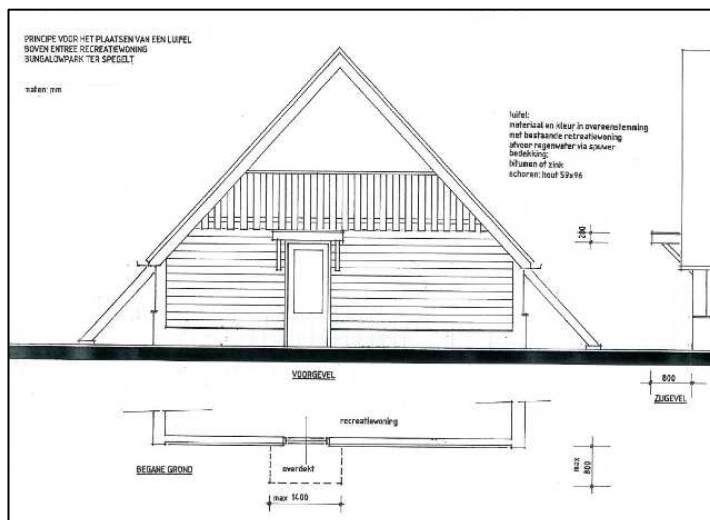 PRINCIPE VOOR HET PLAATSEN VAN EEN LUIFEL
BOVEN ENTREE RECREATIEWONING
BUNGALOWPARK TER SPEGELT
maten: mm
luifel:
materiaal en kleur in overeenstemming
met bestaande recreatiewoning
afvoer regenwater via spuwer
bedekking:
bitumen of zink
schoren: hout 59x96
200
VOORGEVEL
800
ZIJGEVEL
recreatiewoning
BEGANE GROND
overdekt
max 1400
max
800